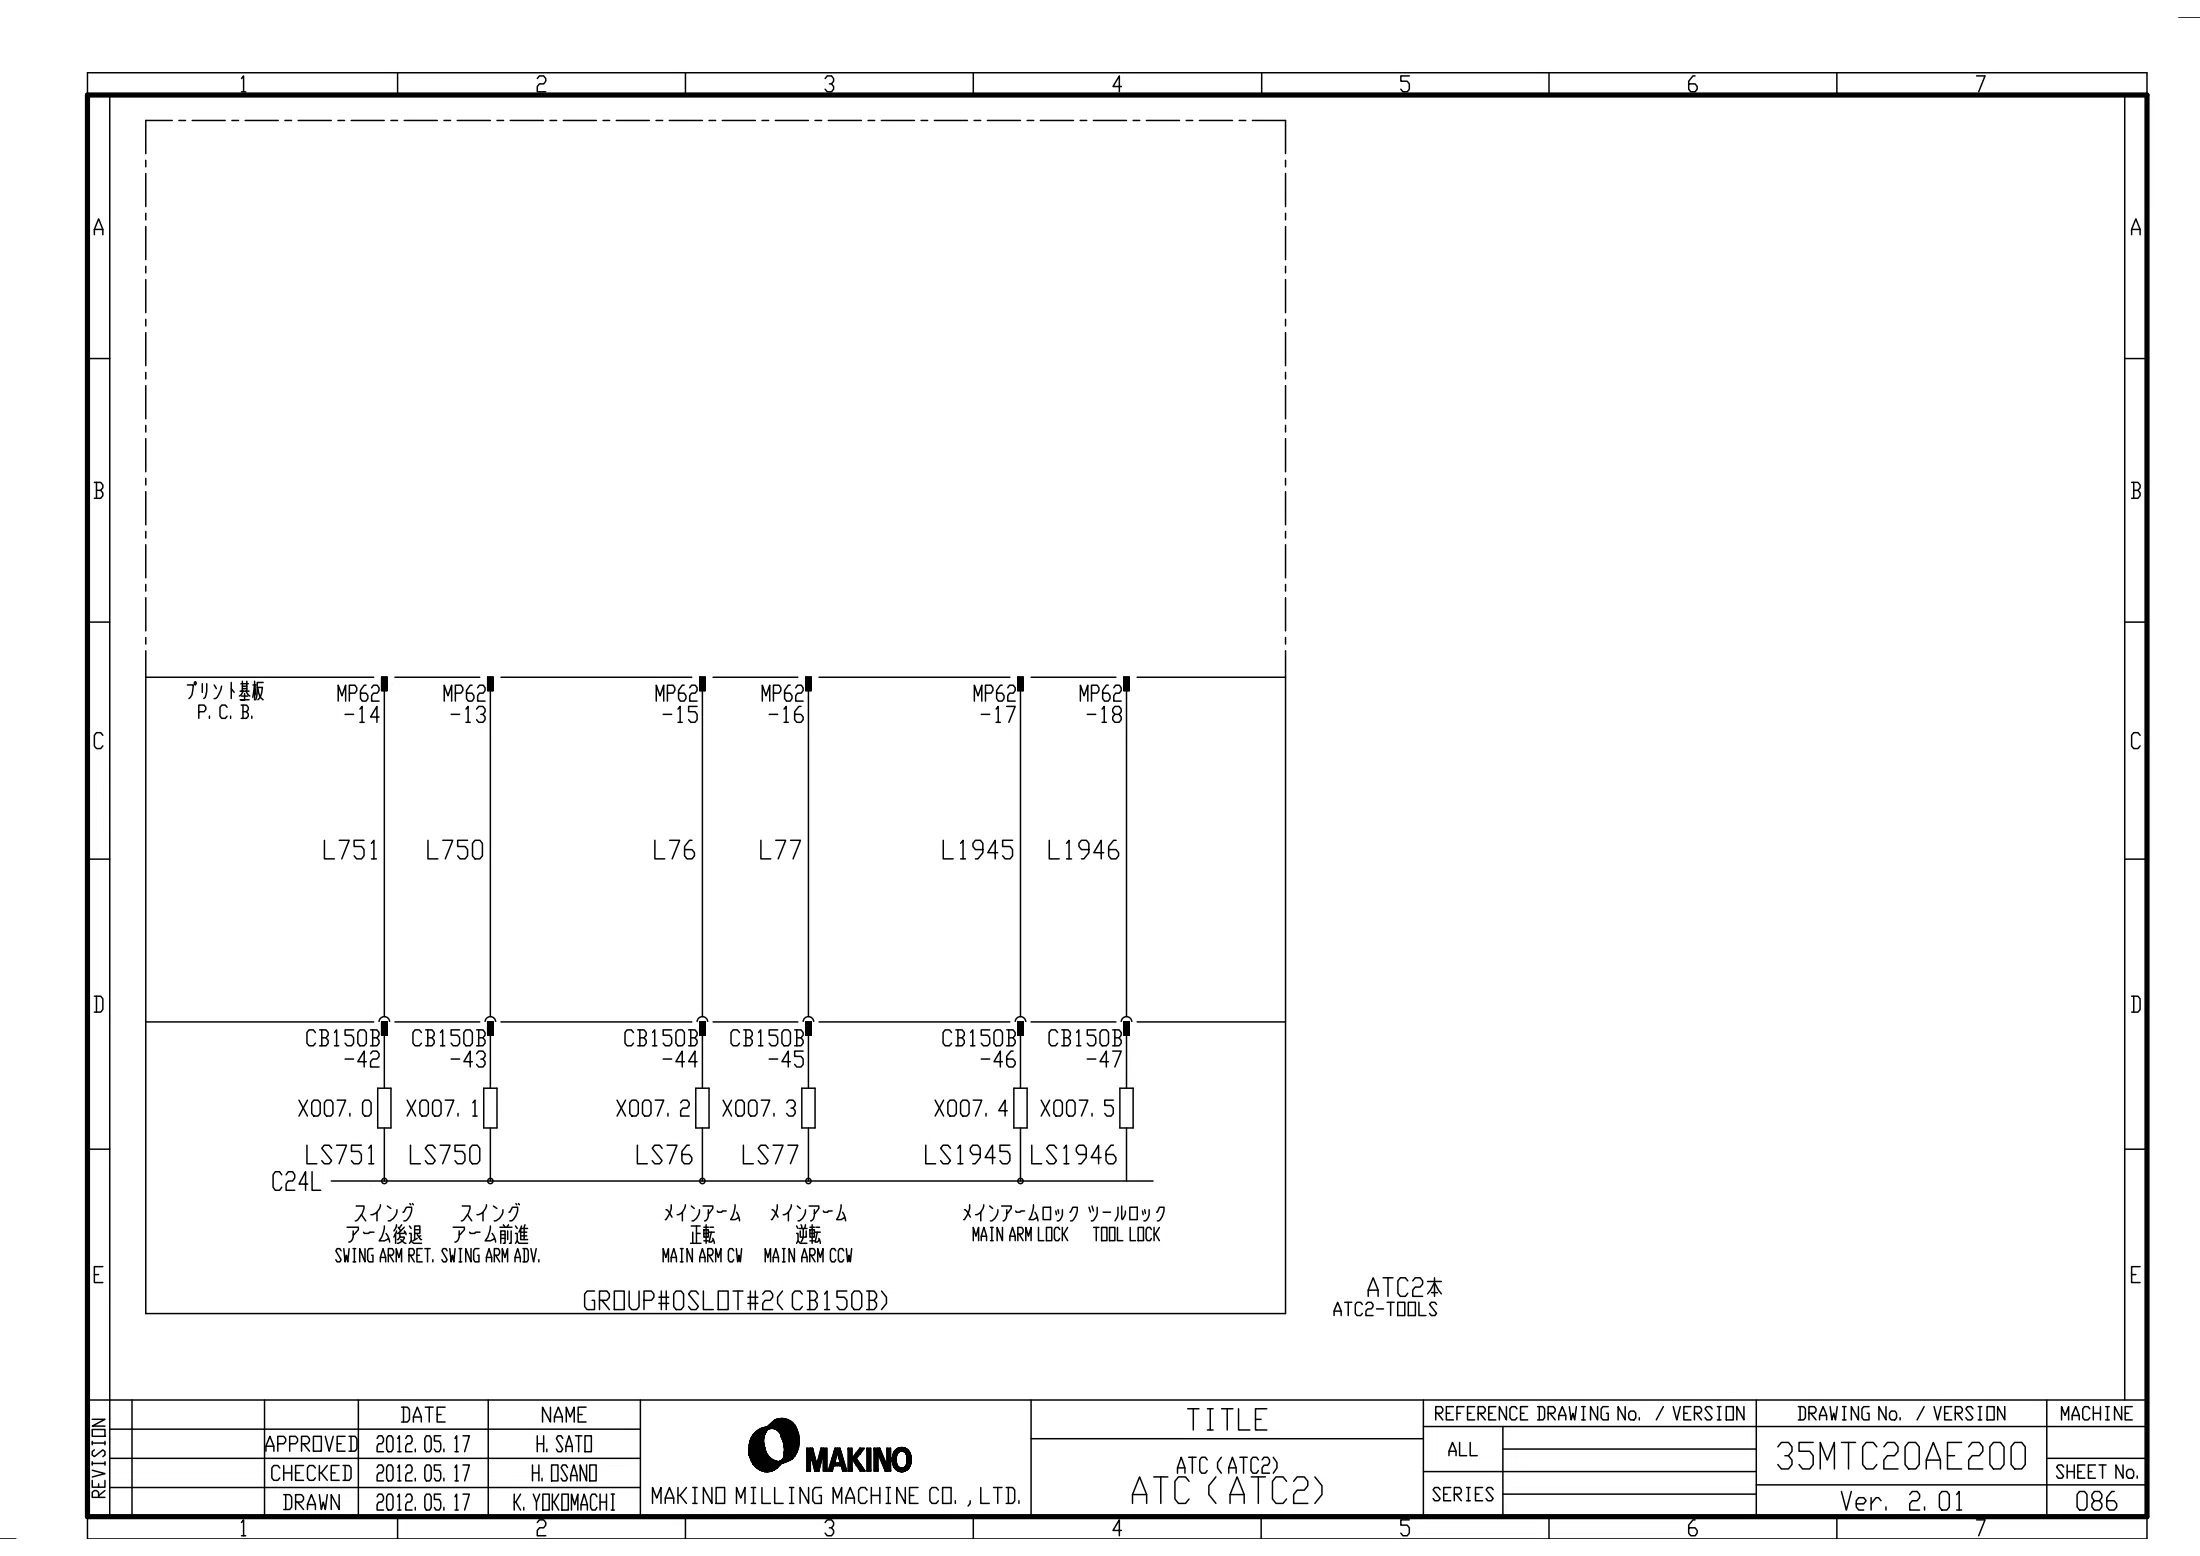 1 2 3 4 5 6 7
A A
B B
C C
D D
E E
プリント基板
P. C. B.
MP62 MP62 MP62 MP62 MP62 MP62
-14 -13 -15 -16 -17 -18
L751 L750 L76 L77 L1945 L1946
CB150B CB150B CB150B CB150B CB150B CB150B
-42 -43 -44 -45 -46 -47
X007. 0 X007. 1 X007. 2 X007. 3 X007. 4 X007. 5
LS751 LS750 LS76 LS77 LS1945 LS1946
C24L
スイング スイング メインアーム メインアーム メインアームロック ツールロック
アーム後退 アーム前進 正転 逆転 MAIN ARM LOCK TOOL LOCK
SWING ARM RET. SWING ARM ADV. MAIN ARM CW MAIN ARM CCW
GROUP#0SLOT#2(CB150B)
ATC2本
ATC2-TOOLS
REVISION
DATE NAME
APPROVED 2012. 05. 17 H. SATO
CHECKED 2012. 05. 17 H. OSANO
DRAWN 2012. 05. 17 K. YOKOMACHI
MAKINO
MAKINO MILLING MACHINE CO. , LTD.
TITLE
ATC (ATC2)
ATC (ATC2)
REFERENCE DRAWING No. / VERSION
ALL
SERIES
DRAWING No. / VERSION
35MTC20AE200
Ver. 2. 01
MACHINE
SHEET No.
086
1 2 3 4 5 6 7